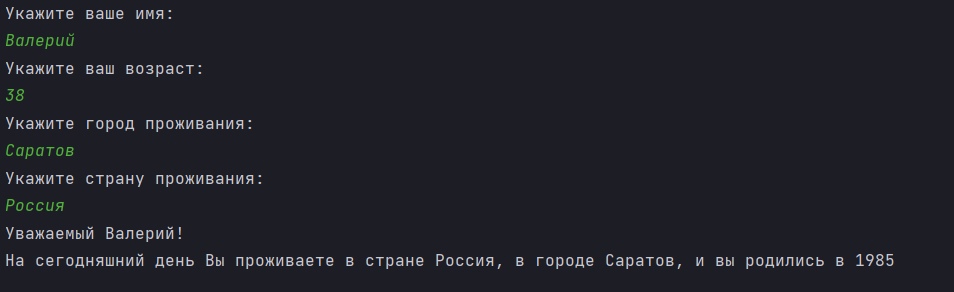 Укажите ваше имя:
Валерий
Укажите ваш возраст:
38
Укажите город проживания:
Саратов
Укажите страну проживания:
Россия
Уважаемый Валерий!
На сегодняшний день Вы проживаете в стране Россия, в городе Саратов, и вы родились в 1985